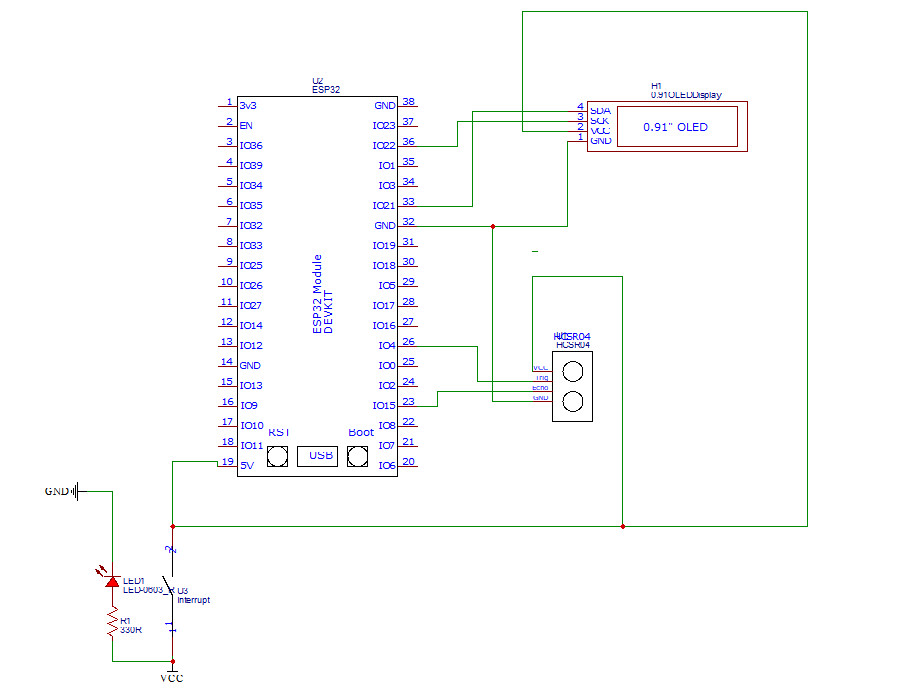 U2
ESP32
1 3v3
2 EN
3 IO36
4 IO39
5 IO34
6 IO35
7 IO32
8 IO33
9 IO25
10 IO26
11 IO27
12 IO14
13 IO12
14 GND
15 IO13
16 IO9
17 IO10
18 IO11
19 5V
GND 38
IO23 37
IO22 36
IO1 35
IO3 34
IO21 33
GND 32
IO19 31
IO18 30
IO5 29
IO17 28
IO16 27
IO4 26
IO0 25
IO2 24
IO15 23
IO8 22
IO7 21
IO6 20
ESP32 Module
DEVKIT
RST
USB
Boot
H1
0.91OLEDDisplay
4 SDA
3 SCK
2 VCC
1 GND
0.91" OLED
HCSR04
HCSR04
VCC
Trig
Echo
GND
GND
LED1
LED-0603_R
R1
330R
2
2
U3
Interrupt
1
1
VCC